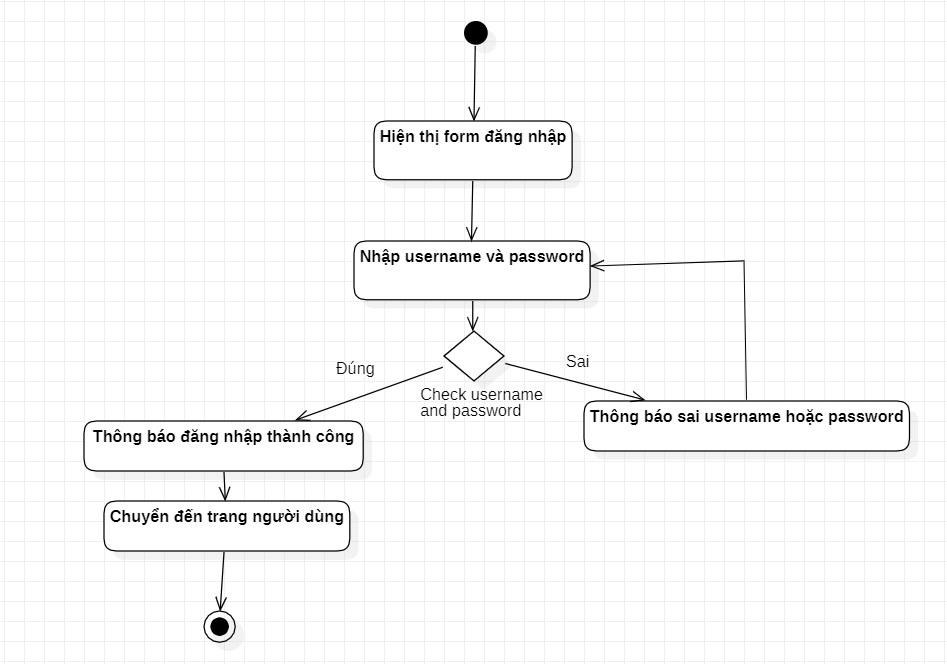 Hiện thị form đăng nhập
Nhập username và password
Đúng
Sai
Check username
and password
Thông báo đăng nhập thành công
Thông báo sai username hoặc password
Chuyển đến trang người dùng